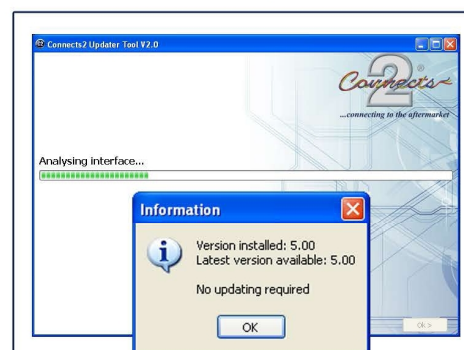 Connects2 Updater Tool V2.0
Connects2
®
...connecting to the aftermarket
Analysing interface...
Information
Version installed: 5.00
Latest version available: 5.00
No updating required
OK
Ok >